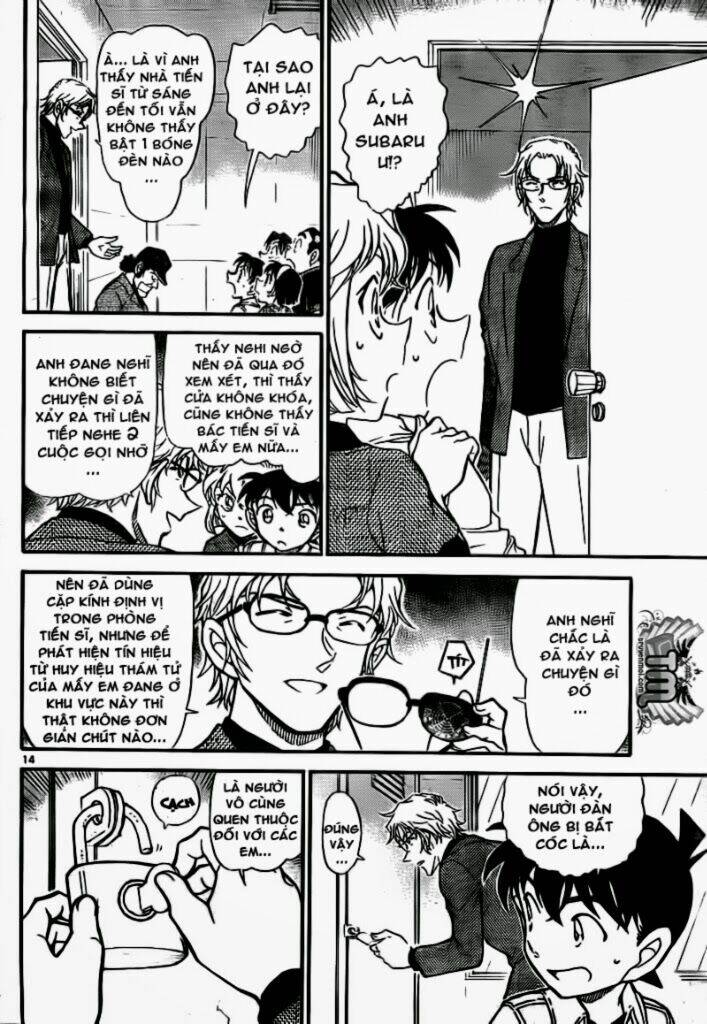 Á, LÀ
ANH
SUBARU
Ư!?
TẠI SAO
ANH LẠI
Ở ĐÂY?
À... LÀ VÌ ANH
THẤY NHÀ TIẾN
SĨ TỪ SÁNG
ĐẾN TỐI VẪN
KHÔNG THẤY
BẬT 1 BÓNG
ĐÈN NÀO
...
THẤY NGHI NGỜ
NÊN ĐÃ QUA ĐÓ
XEM XÉT, THÌ THẤY
CỬA KHÔNG KHÓA,
CŨNG KHÔNG THẤY
BÁC TIẾN SĨ VÀ
MẤY EM NỮA...
ANH ĐANG NGHĨ
KHÔNG BIẾT
CHUYỆN GÌ ĐÃ
XẢY RA THÌ LIÊN
TIẾP NGHE 2
CUỘC GỌI NHỠ
...
ANH NGHĨ
CHẮC LÀ
ĐÃ XẢY RA
CHUYỆN GÌ
ĐÓ
...
TÍT
NÊN ĐÃ DÙNG
CẶP KÍNH ĐỊNH VỊ
TRONG PHÒNG
TIẾN SĨ, NHƯNG ĐỂ
PHÁT HIỆN TÍN HIỆU
TỪ HUY HIỆU THÁM TỬ
CỦA MẤY EM ĐANG Ở
KHU VỰC NÀY THÌ
THẬT KHÔNG ĐƠN
GIẢN CHÚT NÀO...
14
NÓI VẬY,
NGƯỜI ĐÀN
ÔNG BỊ BẮT
CÓC LÀ...
ĐÚNG
VẬY
...
LÀ NGƯỜI
VÔ CÙNG
QUEN THUỘC
ĐỐI VỚI CÁC
EM...
CẠCH